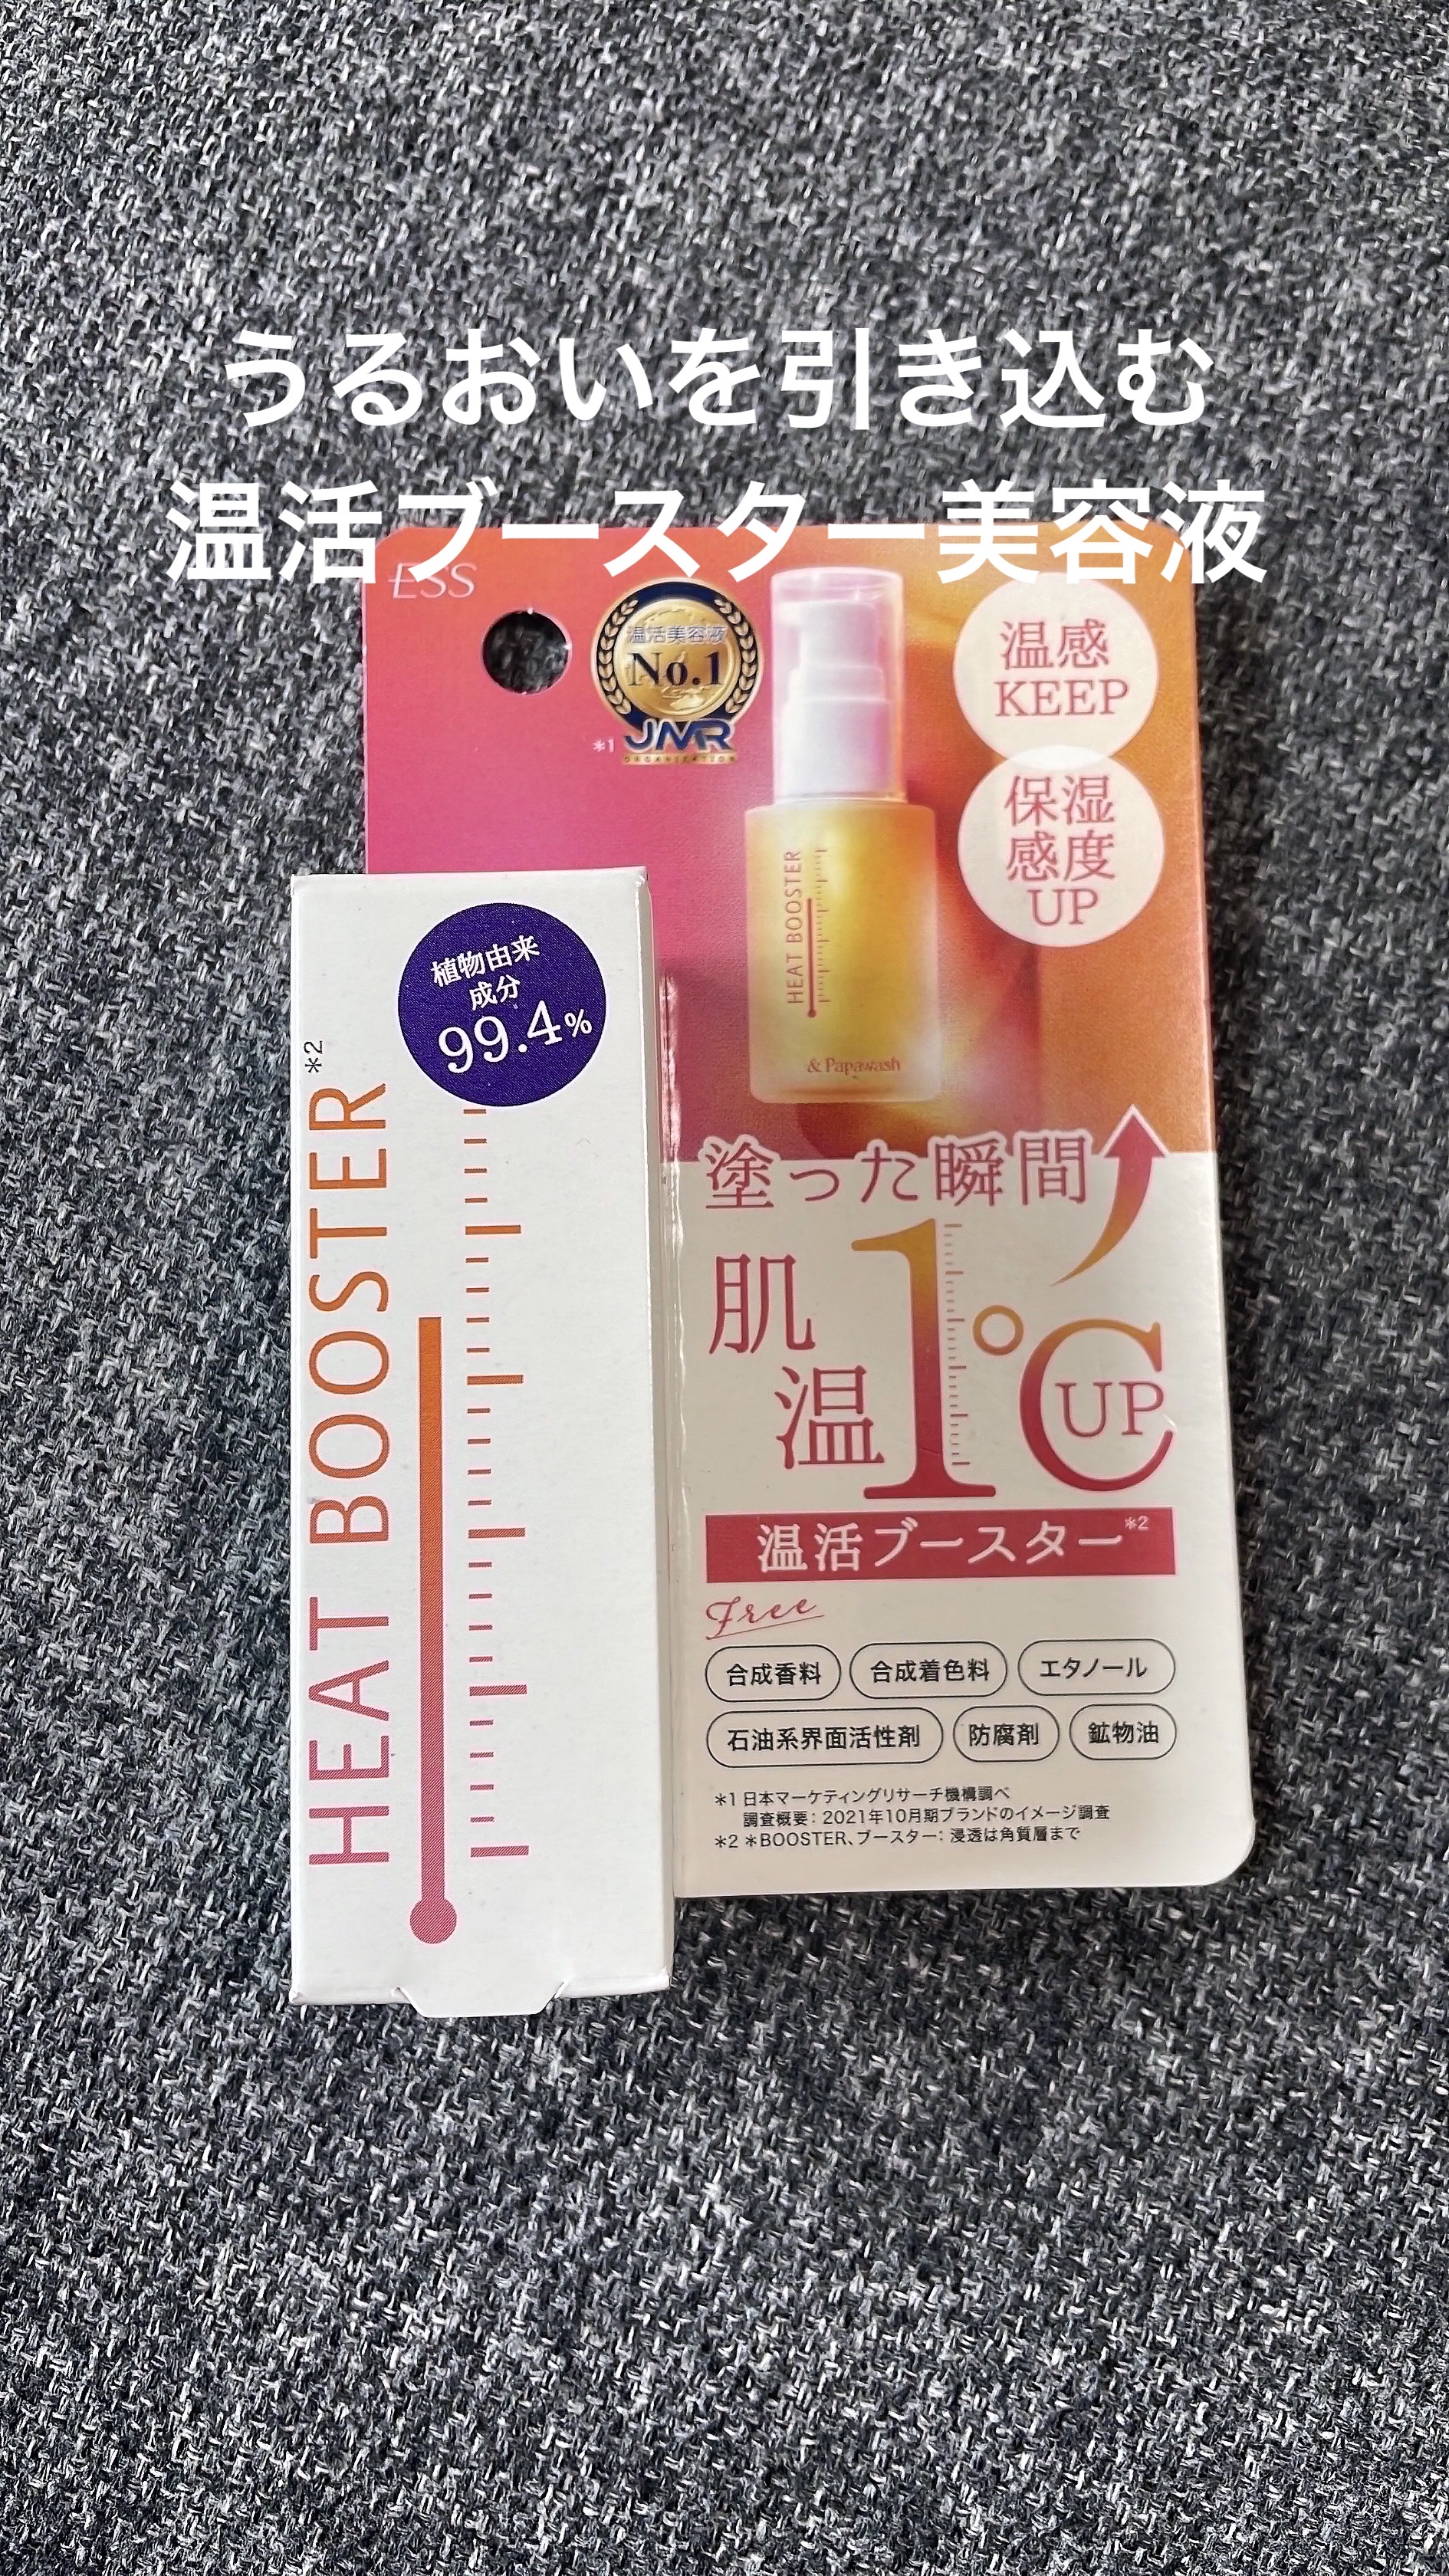 うるおいを引き込む
温活ブースター美容液
ESS
温活美容液
No.1
JMR
ORGANIZATION
*1
温感
KEEP
保湿
感度
UP
HEAT BOOSTER
& Papawash
植物由来
成分
99.4%
HEAT BOOSTER*2
塗った瞬間
肌温1℃UP
温活ブースター*2
Free
合成香料 合成着色料 エタノール
石油系界面活性剤 防腐剤 鉱物油
*1 日本マーケティングリサーチ機構調べ
調査概要：2021年10月期ブランドのイメージ調査
*2 *BOOSTER、ブースター：浸透は角質層まで